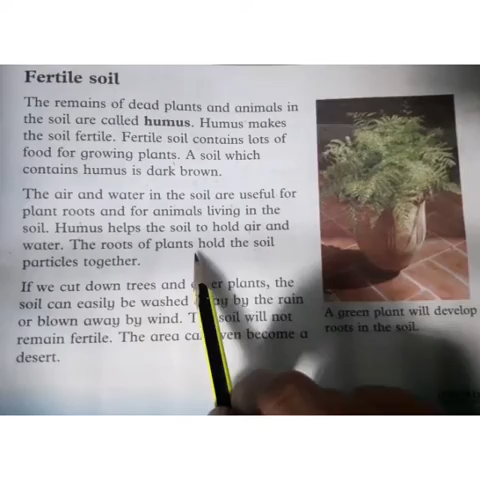 Fertile soil
The remains of dead plants and animals in
the soil are called humus. Humus makes
the soil fertile. Fertile soil contains lots of
food for growing plants. A soil which
contains humus is dark brown.
The air and water in the soil are useful for
plant roots and for animals living in the
soil. Humus helps the soil to hold air and
water. The roots of plants hold the soil
particles together.
If we cut down trees and plants, the
soil can easily be washed by the rain
or blown away by wind. soil will not
remain fertile. The area become a
desert.
A green plant will develop
roots in the soil.